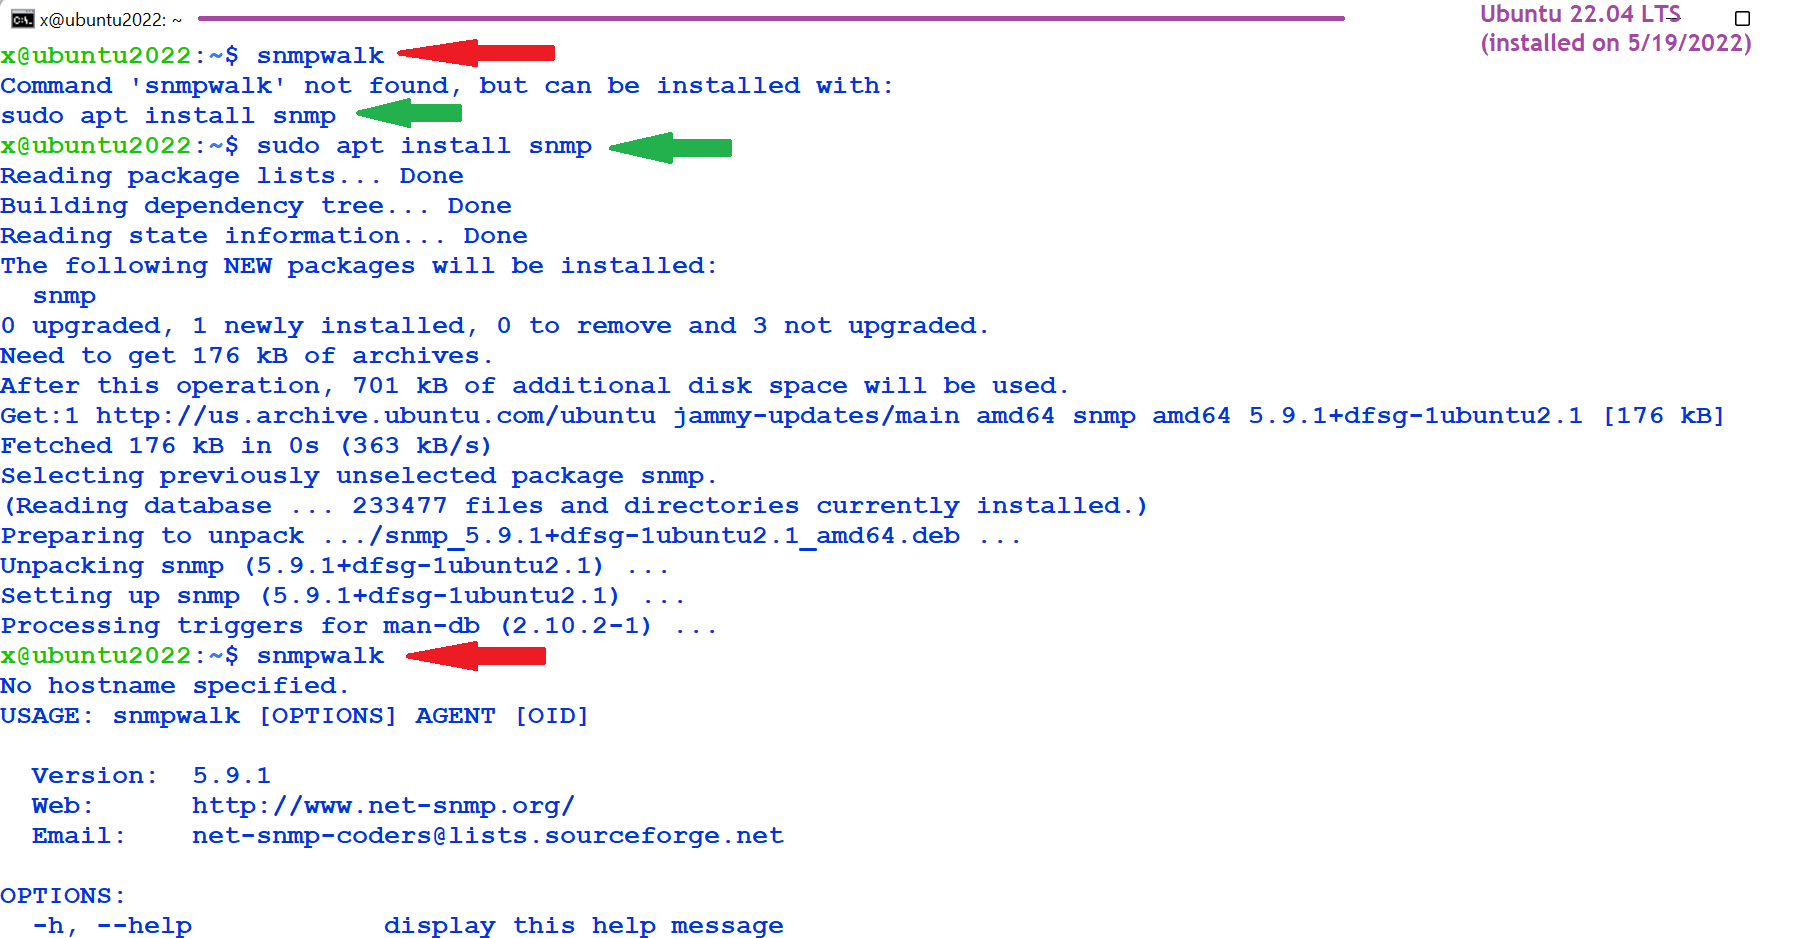 x@ubuntu2022: ~
Ubuntu 22.04 LTS
(installed on 5/19/2022)
x@ubuntu2022:~$ snmpwalk
Command 'snmpwalk' not found, but can be installed with:
sudo apt install snmp
x@ubuntu2022:~$ sudo apt install snmp
Reading package lists... Done
Building dependency tree... Done
Reading state information... Done
The following NEW packages will be installed:
  snmp
0 upgraded, 1 newly installed, 0 to remove and 3 not upgraded.
Need to get 176 kB of archives.
After this operation, 701 kB of additional disk space will be used.
Get:1 http://us.archive.ubuntu.com/ubuntu jammy-updates/main amd64 snmp amd64 5.9.1+dfsg-1ubuntu2.1 [176 kB]
Fetched 176 kB in 0s (363 kB/s)
Selecting previously unselected package snmp.
(Reading database ... 233477 files and directories currently installed.)
Preparing to unpack .../snmp_5.9.1+dfsg-1ubuntu2.1_amd64.deb ...
Unpacking snmp (5.9.1+dfsg-1ubuntu2.1) ...
Setting up snmp (5.9.1+dfsg-1ubuntu2.1) ...
Processing triggers for man-db (2.10.2-1) ...
x@ubuntu2022:~$ snmpwalk
No hostname specified.
USAGE: snmpwalk [OPTIONS] AGENT [OID]
  Version:  5.9.1
  Web:      http://www.net-snmp.org/
  Email:    net-snmp-coders@lists.sourceforge.net
OPTIONS:
  -h, --help            display this help message